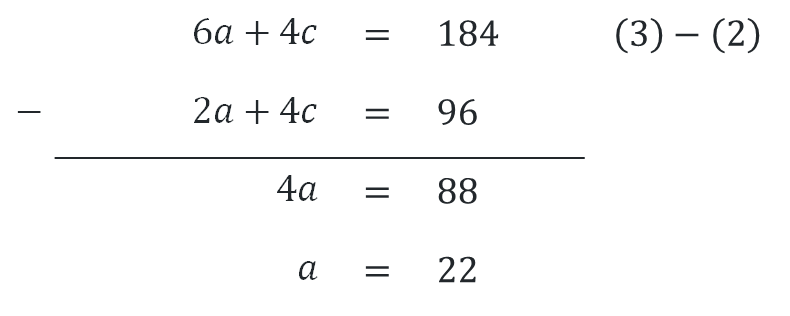 6a + 4c = 184 (3) − (2)
− 2a + 4c = 96
4a = 88
a = 22